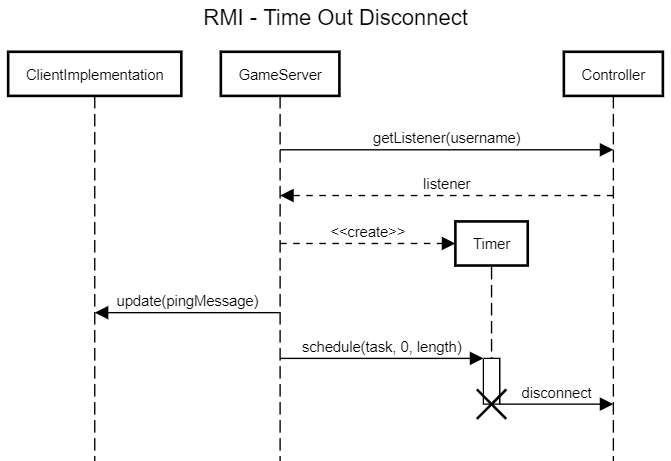 RMI - Time Out Disconnect
ClientImplementation
GameServer
Controller
getListener(username)
listener
<<create>>
Timer
update(pingMessage)
schedule(task, 0, length)
disconnect